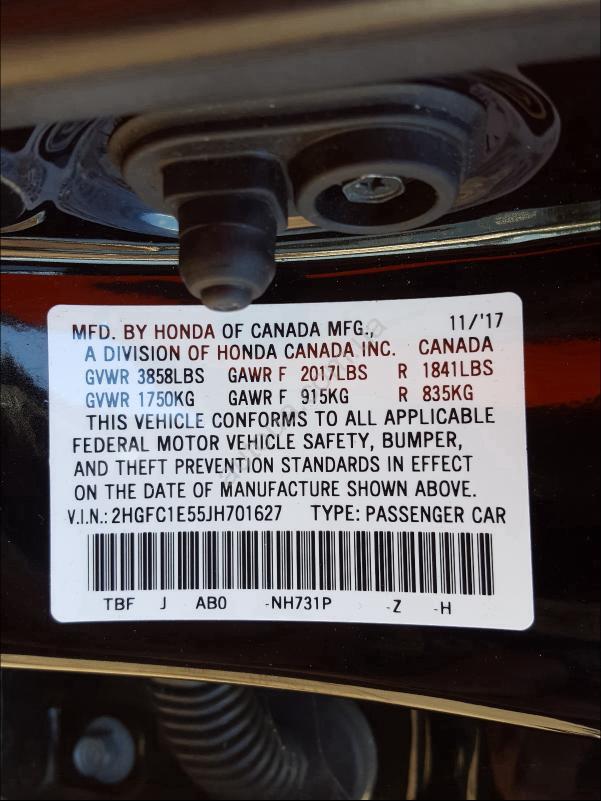 MFD. BY HONDA OF CANADA MFG., 11/'17
A DIVISION OF HONDA CANADA INC. CANADA
GVWR 3858LBS GAWR F 2017LBS R 1841LBS
GVWR 1750KG GAWR F 915KG R 835KG
THIS VEHICLE CONFORMS TO ALL APPLICABLE
FEDERAL MOTOR VEHICLE SAFETY, BUMPER,
AND THEFT PREVENTION STANDARDS IN EFFECT
ON THE DATE OF MANUFACTURE SHOWN ABOVE.
V.I.N.: 2HGFC1E55JH701627 TYPE: PASSENGER CAR
TBF J AB0 -NH731P -Z -H